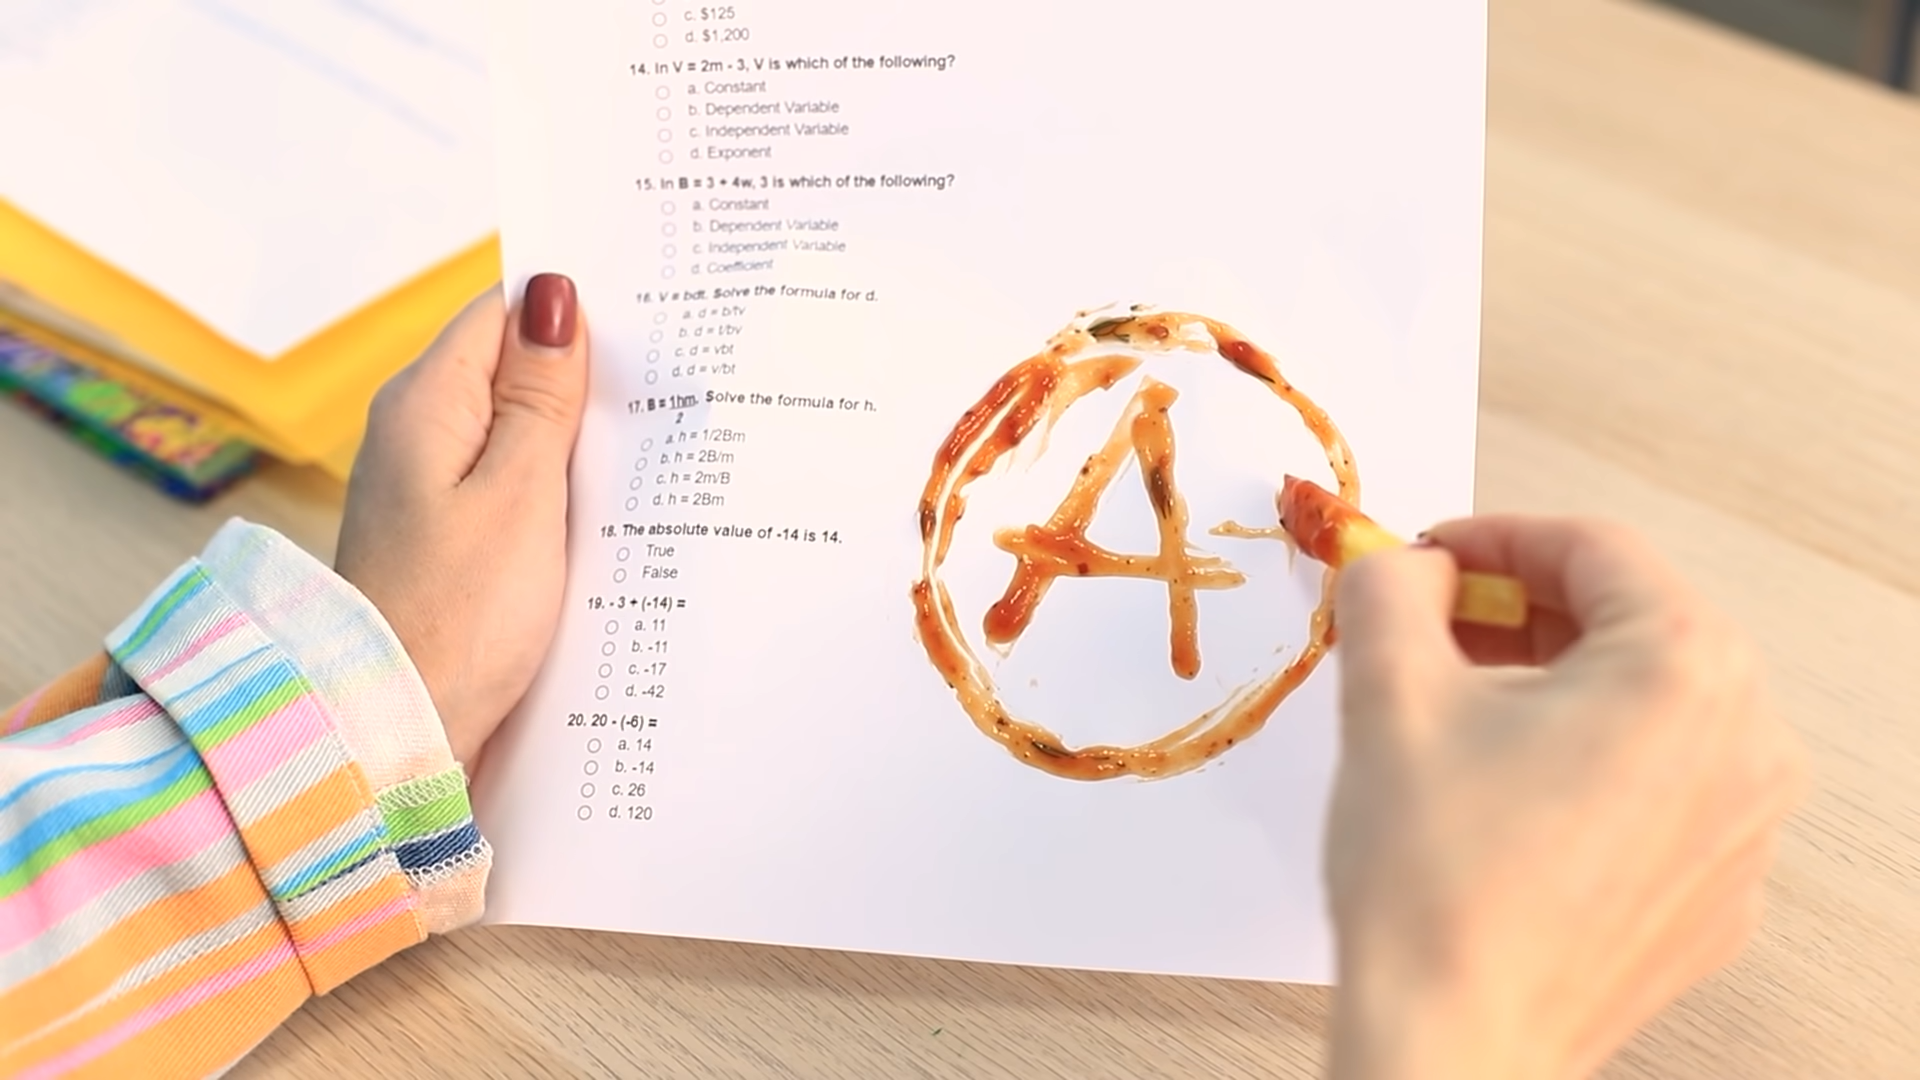 c. $125
d. $1,200
14. In V = 2m - 3, V is which of the following?
a. Constant
b. Dependent Variable
c. Independent Variable
d. Exponent
15. In B = 3 + 4w, 3 is which of the following?
a. Constant
b. Dependent Variable
c. Independent Variable
d. Coefficient
16. V = bdt. Solve the formula for d.
a. d = b/tv
b. d = t/bv
c. d = vbt
d. d = v/bt
17. B = 1hm. Solve the formula for h.
2
a. h = 1/2Bm
b. h = 2B/m
c. h = 2m/B
d. h = 2Bm
18. The absolute value of -14 is 14.
True
False
19. - 3 + (-14) =
a. 11
b. -11
c. -17
d. -42
20. 20 - (-6) =
a. 14
b. -14
c. 26
d. 120
A-